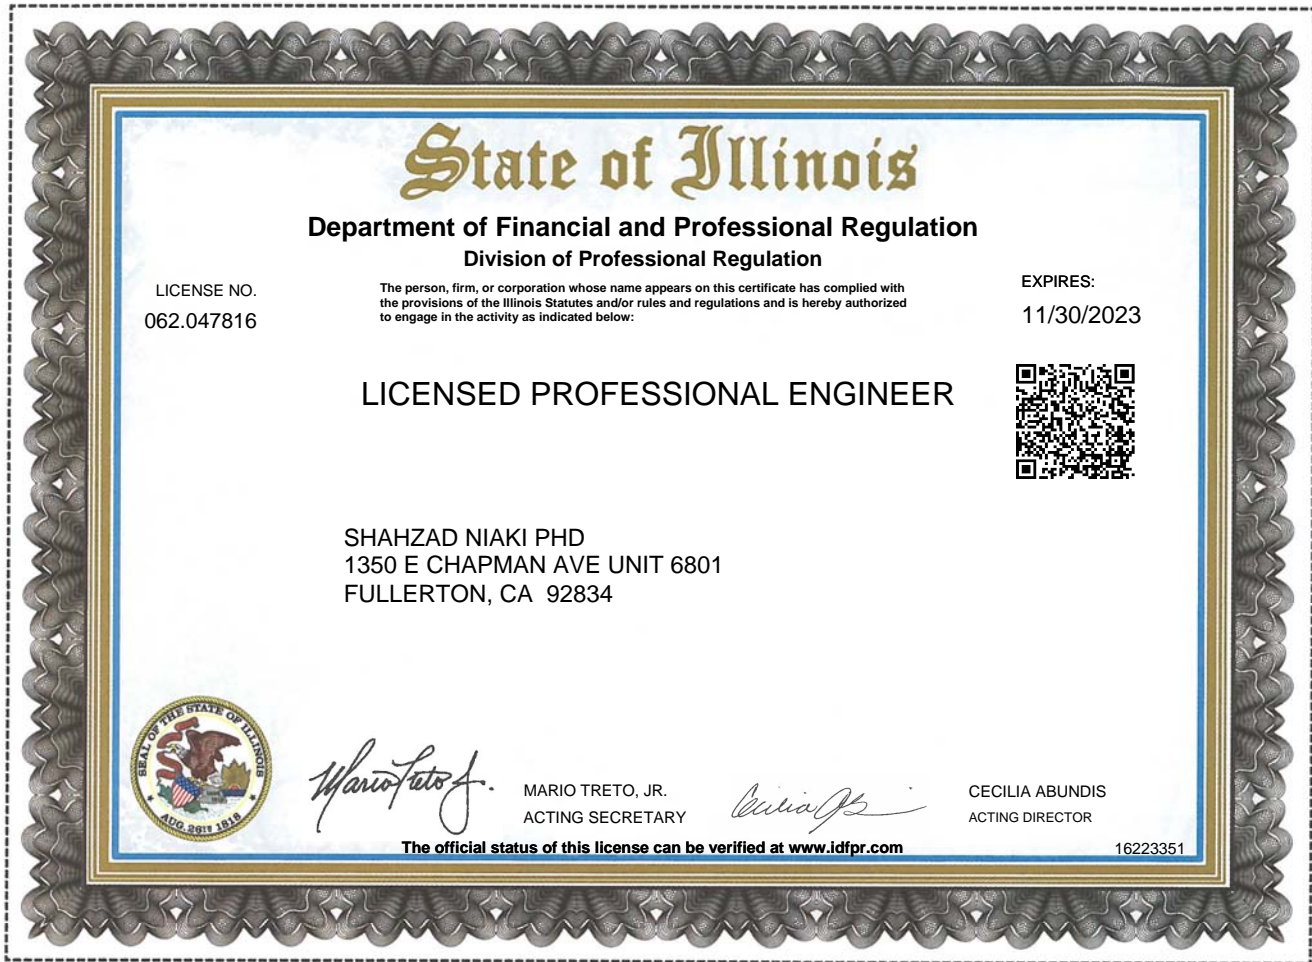 State of Illinois
Department of Financial and Professional Regulation
Division of Professional Regulation
LICENSE NO.
062.047816
The person, firm, or corporation whose name appears on this certificate has complied with
the provisions of the Illinois Statutes and/or rules and regulations and is hereby authorized
to engage in the activity as indicated below:
EXPIRES:
11/30/2023
LICENSED PROFESSIONAL ENGINEER
SHAHZAD NIAKI PHD
1350 E CHAPMAN AVE UNIT 6801
FULLERTON, CA 92834
SEAL OF THE STATE OF ILLINOIS
AUG. 26TH 1818
Mario Treto Jr.
MARIO TRETO, JR.
ACTING SECRETARY
CECILIA ABUNDIS
ACTING DIRECTOR
The official status of this license can be verified at www.idfpr.com
16223351